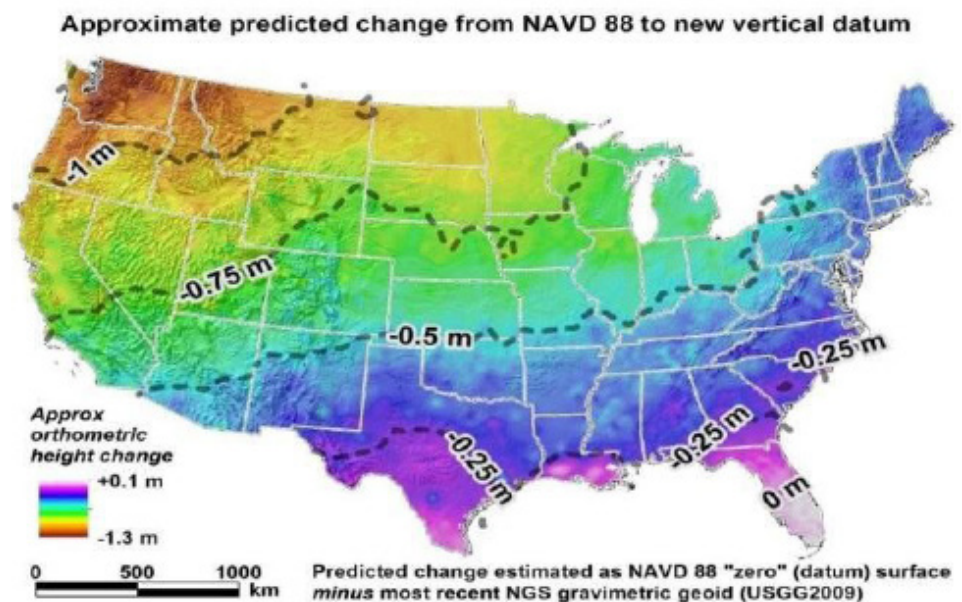 Approximate predicted change from NAVD 88 to new vertical datum
-1 m
-0.75 m
-0.5 m
-0.25 m
-0.25 m
-0.25 m
0 m
Approx
orthometric
height change
+0.1 m
-1.3 m
0 500 1000
km
Predicted change estimated as NAVD 88 "zero" (datum) surface
minus most recent NGS gravimetric geoid (USGG2009)